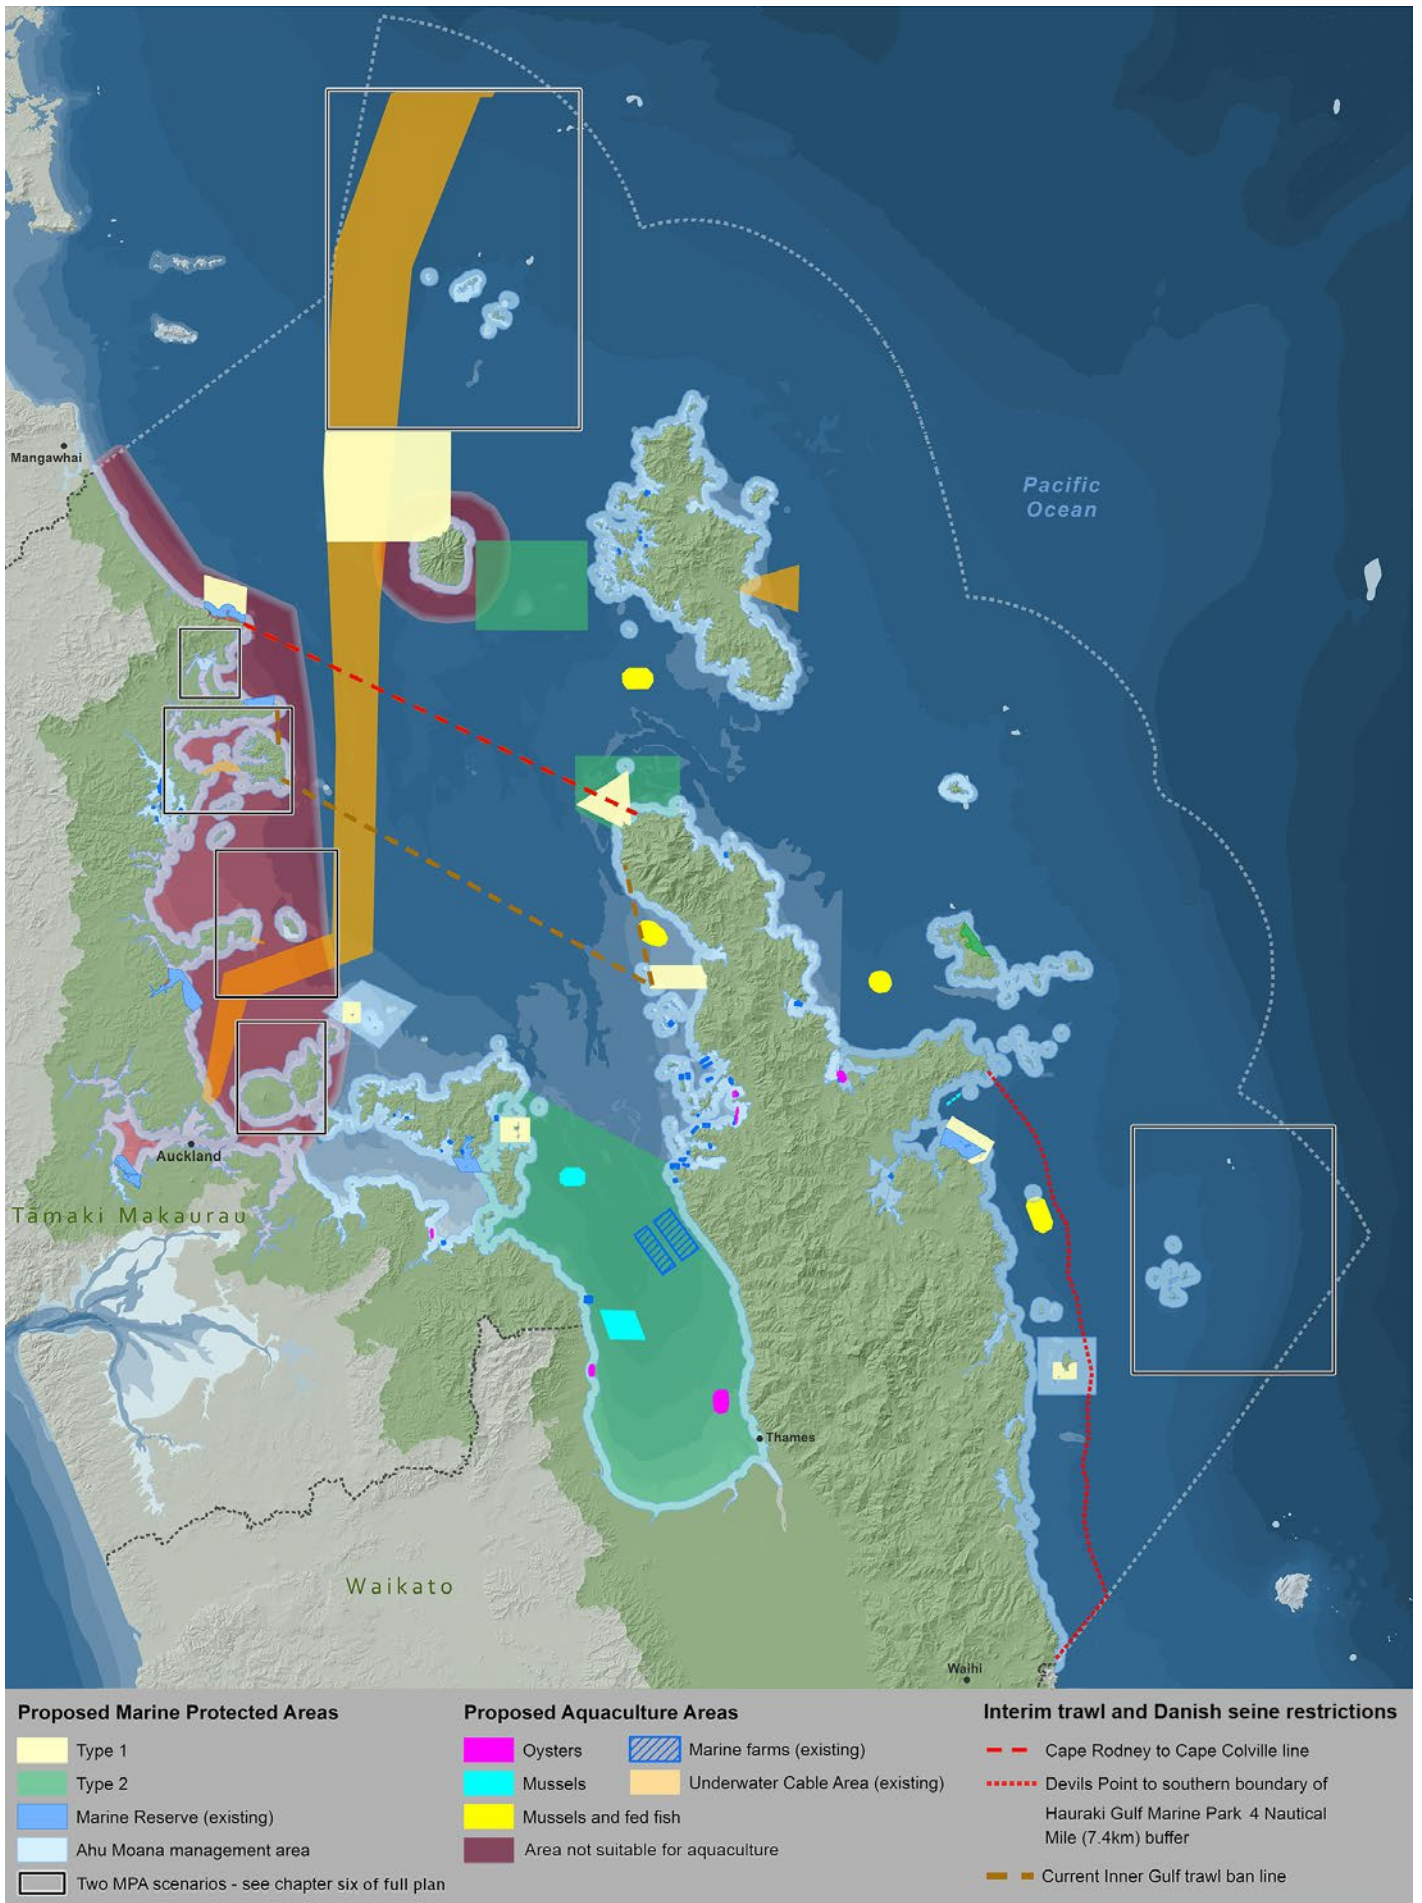 Mangawhai
Pacific
Ocean
Auckland
Tāmaki Makaurau
Thames
Waikato
Waihi
Proposed Marine Protected Areas
Type 1
Type 2
Marine Reserve (existing)
Ahu Moana management area
Two MPA scenarios - see chapter six of full plan
Proposed Aquaculture Areas
Oysters
Mussels
Mussels and fed fish
Area not suitable for aquaculture
Marine farms (existing)
Underwater Cable Area (existing)
Interim trawl and Danish seine restrictions
Cape Rodney to Cape Colville line
Devils Point to southern boundary of
Hauraki Gulf Marine Park 4 Nautical
Mile (7.4km) buffer
Current Inner Gulf trawl ban line